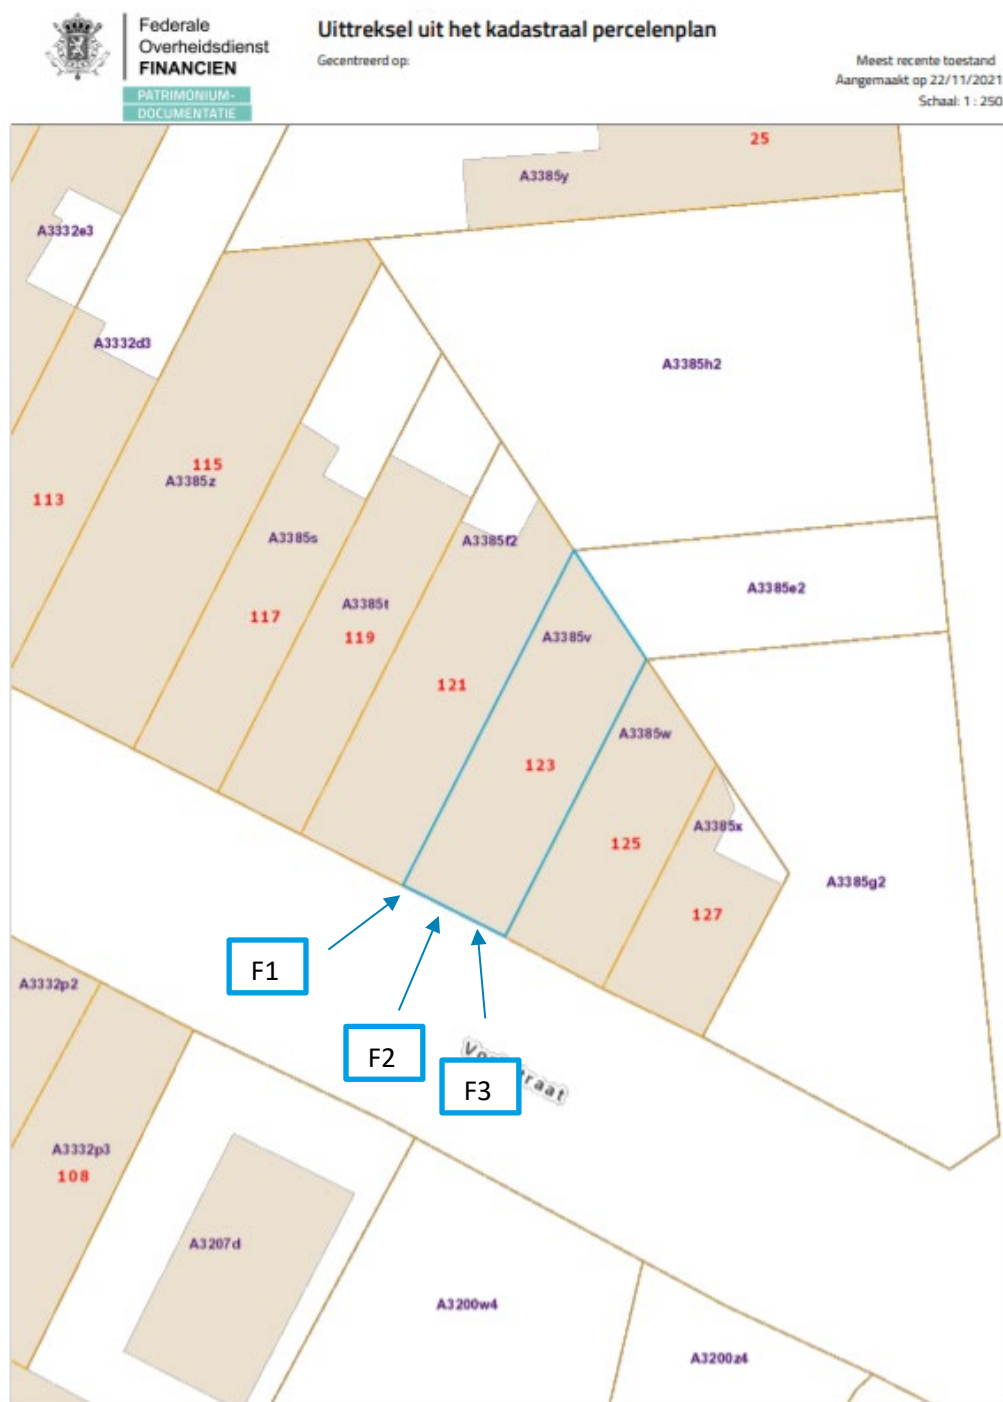 Federale
Overheidsdienst
FINANCIEN
PATRIMONIUM-
DOCUMENTATIE
Uittreksel uit het kadastraal percelenplan
Gecentreerd op:
Meest recente toestand
Aangemaakt op 22/11/2021
Schaal: 1 : 250
25
A3385y
A3332e3
A3332d3
A3385h2
115
A3385z
113
A3385s
A3385f2
A3385e2
A3385t
117
119
A3385v
121
A3385w
123
A3385x
125
A3385g2
127
F1
A3332p2
F2
F3
A3332p3
108
A3207d
A3200w4
A3200z4